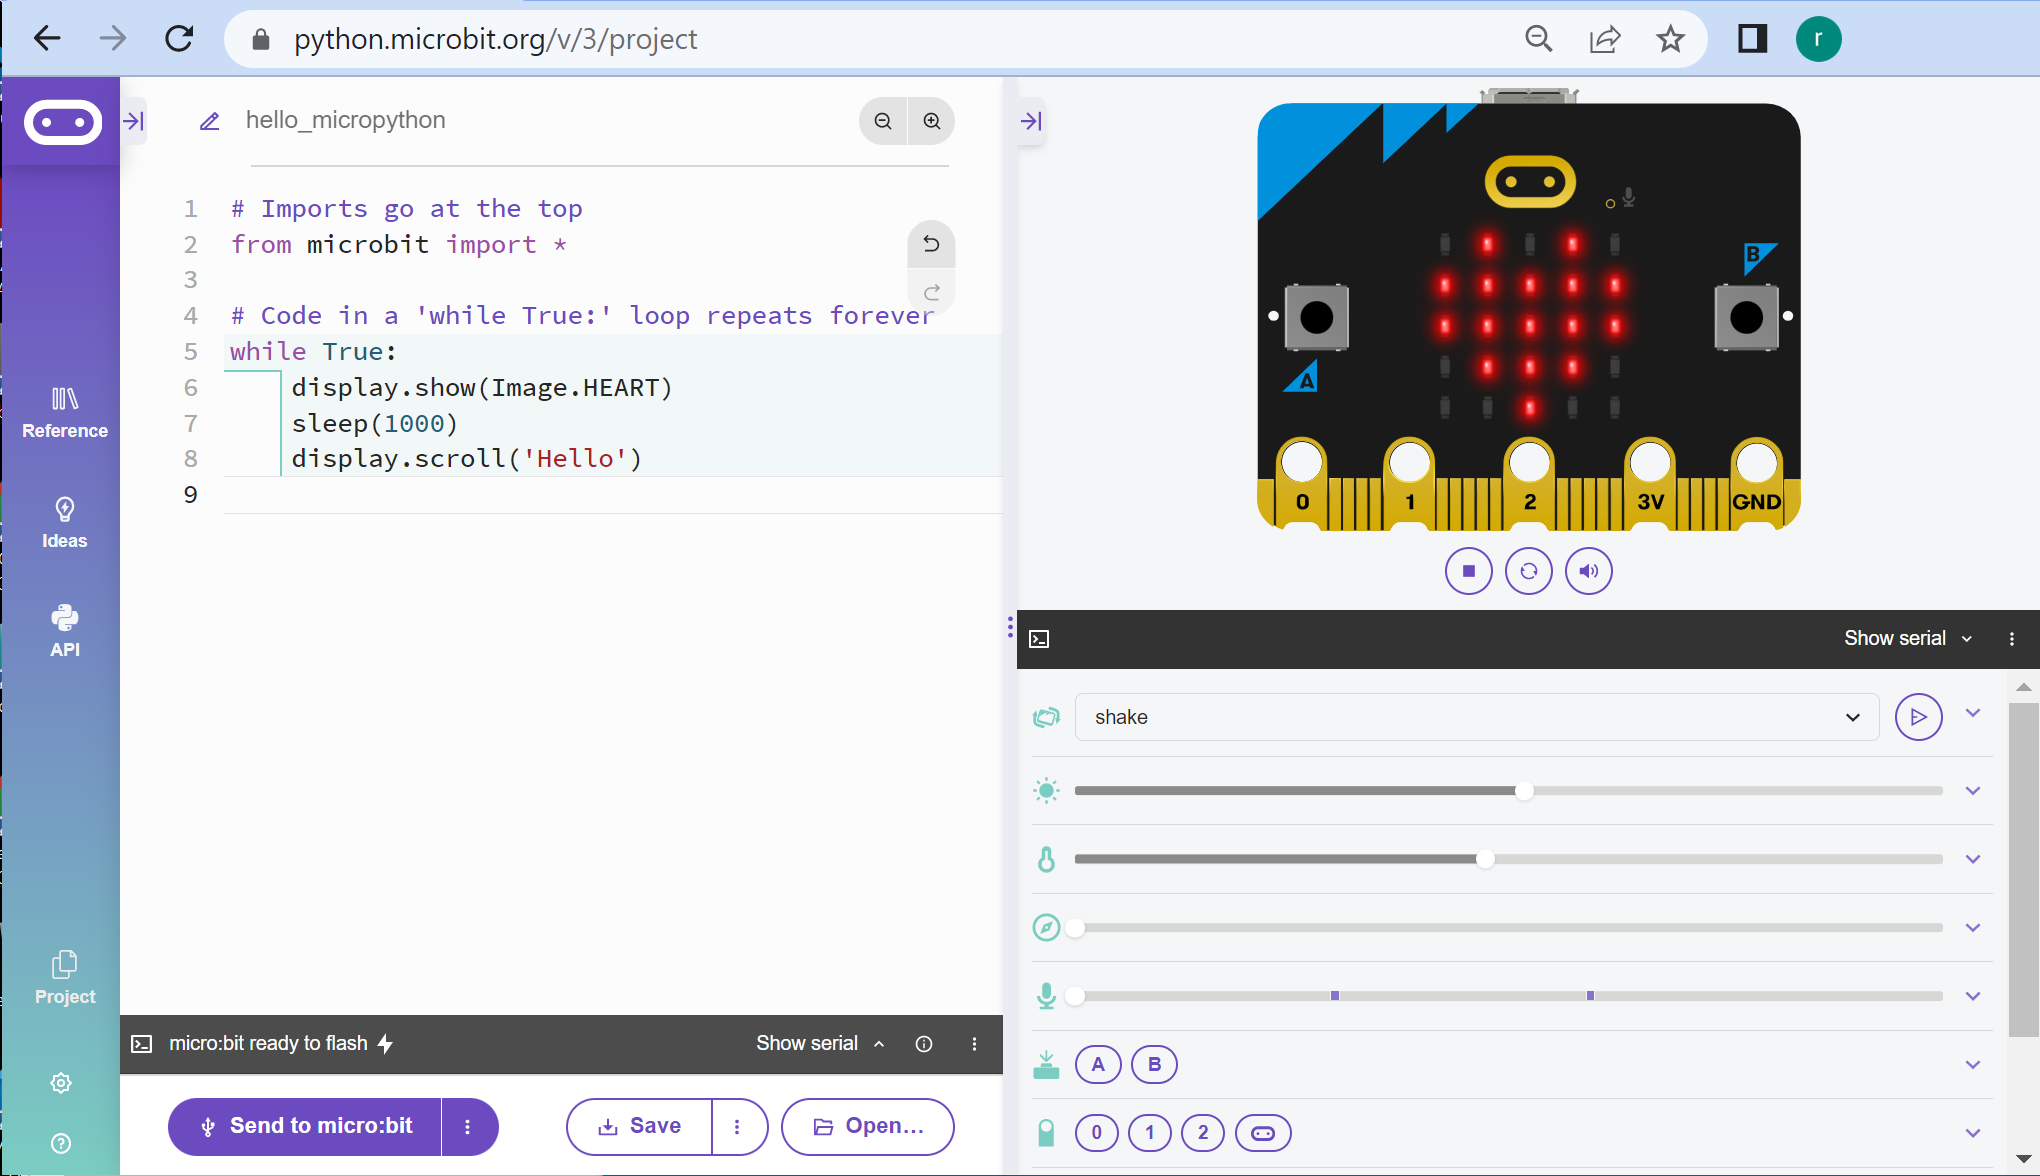 python.microbit.org/v/3/project
r
hello_micropython
1 # Imports go at the top
2 from microbit import *
3
4 # Code in a 'while True:' loop repeats forever
5 while True:
6 display.show(Image.HEART)
7 sleep(1000)
8 display.scroll('Hello')
9
Reference
Ideas
API
Project
micro:bit ready to flash
Show serial
Send to micro:bit
Save
Open...
B
A
0 1 2 3V GND
Show serial
shake
A B
0 1 2